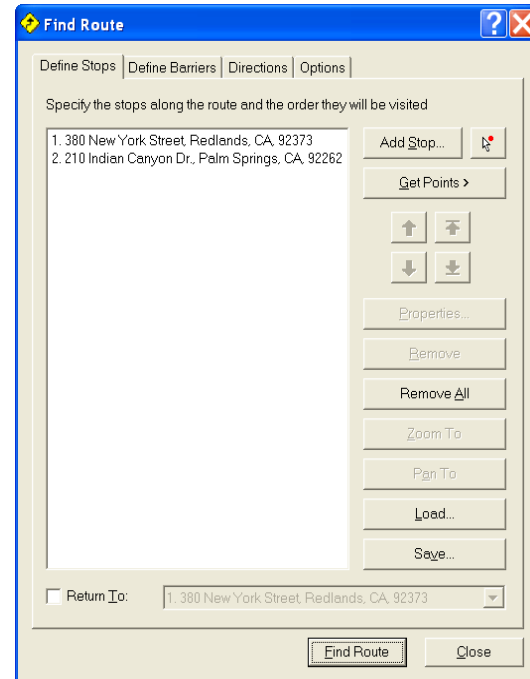 Find Route
Define Stops Define Barriers Directions Options
Specify the stops along the route and the order they will be visited
1. 380 New York Street, Redlands, CA, 92373
2. 210 Indian Canyon Dr., Palm Springs, CA, 92262
Add Stop...
Get Points >
Properties...
Remove
Remove All
Zoom To
Pan To
Load...
Save...
Return To: 1. 380 New York Street, Redlands, CA, 92373
Find Route Close